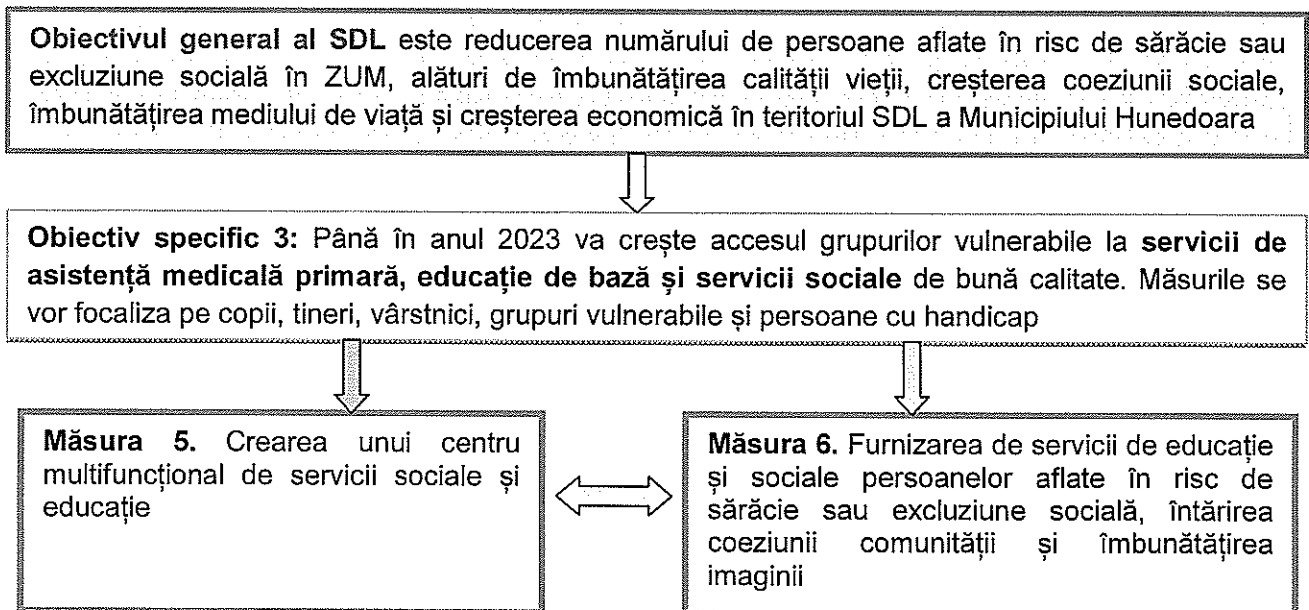 Obiectivul general al SDL este reducerea numărului de persoane aflate în risc de sărăcie sau
excluziune socială în ZUM, alături de îmbunătățirea calității vieții, creșterea coeziunii sociale,
îmbunătățirea mediului de viață și creșterea economică în teritoriul SDL a Municipiului Hunedoara
Obiectiv specific 3: Până în anul 2023 va crește accesul grupurilor vulnerabile la servicii de
asistență medicală primară, educație de bază și servicii sociale de bună calitate. Măsurile se
vor focaliza pe copii, tineri, vârstnici, grupuri vulnerabile și persoane cu handicap
Măsura 5. Crearea unui centru
multifuncțional de servicii sociale și
educație
Măsura 6. Furnizarea de servicii de educație
și sociale persoanelor aflate în risc de
sărăcie sau excluziune socială, întărirea
coeziunii comunității și îmbunătățirea
imaginii